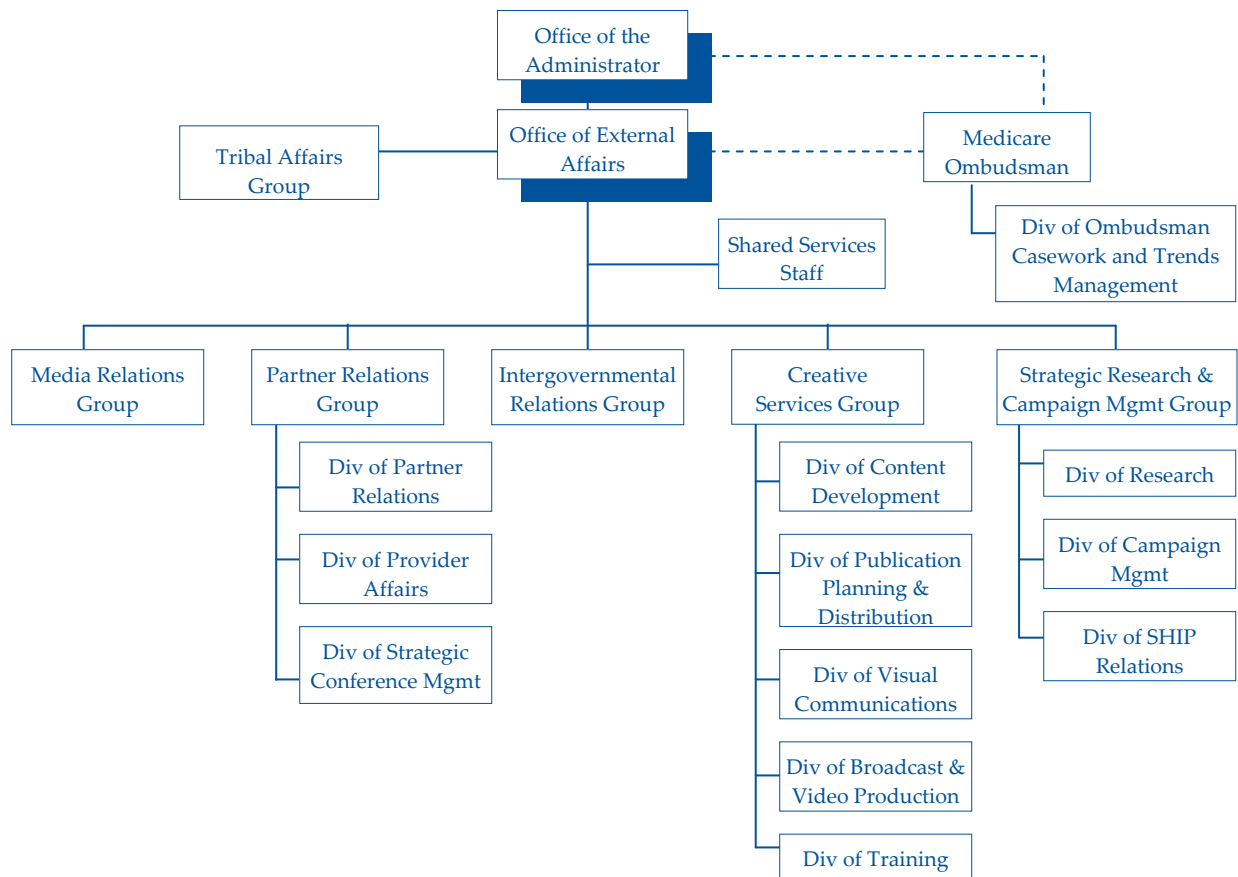 Office of the
Administrator
Office of External
Affairs
Tribal Affairs
Group
Medicare
Ombudsman
Div of Ombudsman
Casework and Trends
Management
Shared Services
Staff
Media Relations
Group
Partner Relations
Group
Intergovernmental
Relations Group
Creative
Services Group
Strategic Research &
Campaign Mgmt Group
Div of Partner
Relations
Div of Provider
Affairs
Div of Strategic
Conference Mgmt
Div of Content
Development
Div of Publication
Planning &
Distribution
Div of Visual
Communications
Div of Broadcast &
Video Production
Div of Training
Div of Research
Div of Campaign
Mgmt
Div of SHIP
Relations